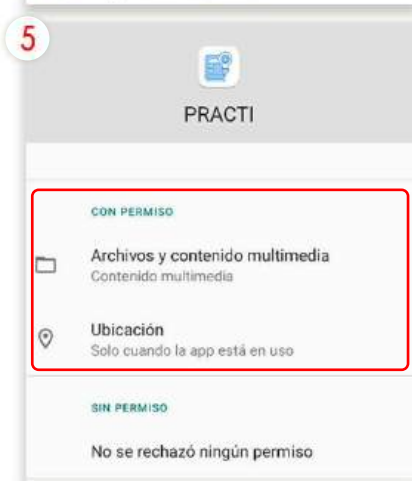 5
PRACTI
CON PERMISO
Archivos y contenido multimedia
Contenido multimedia
Ubicación
Solo cuando la app está en uso
SIN PERMISO
No se rechazó ningún permiso